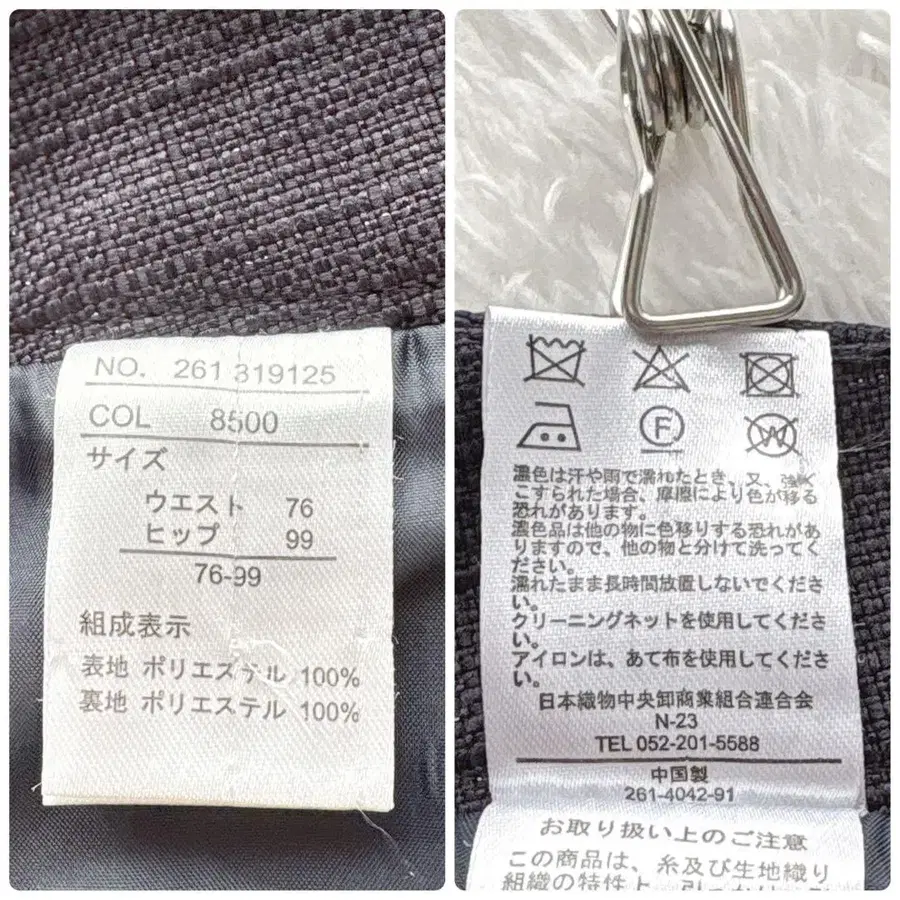 NO. 261 319125
COL 8500
サイズ
ウエスト 76
ヒップ 99
76-99
組成表示
表地 ポリエステル 100%
裏地 ポリエステル 100%
F
W
濃色は汗や雨で濡れたとき、又、強く
こすられた場合、摩擦により色が移る
恐れがあります。
濃色品は他の物に色移りする恐れがあ
りますので、他の物と分けて洗ってく
ださい。
濡れたまま長時間放置しないでくださ
い。
クリーニングネットを使用してくださ
い。
アイロンは、あて布を使用してくださ
い。
日本織物中央卸商業組合連合会
N-23
TEL 052-201-5588
中国製
261-4042-91
お取り扱い上のご注意
この商品は、糸及び生地織り
組織の特性上、引っか